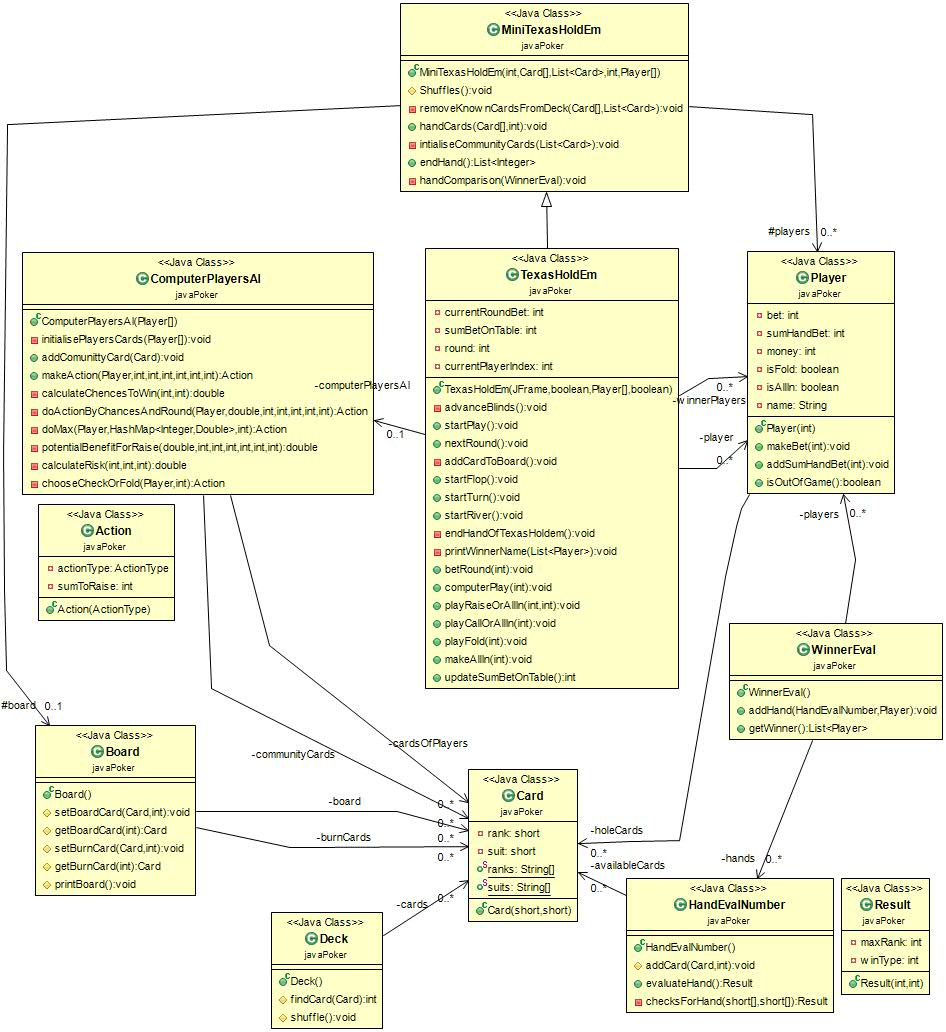 <<Java Class>>
MiniTexasHoldEm
javaPoker
MiniTexasHoldEm(int,Card[],List<Card>,int,Player[])
Shuffles():void
removeKnownCardsFromDeck(Card[],List<Card>):void
handCards(Card[],int):void
intialiseCommunityCards(List<Card>):void
endHand():List<Integer>
handComparison(WinnerEval):void
#players 0..*
<<Java Class>>
ComputerPlayersAI
javaPoker
ComputerPlayersAI(Player[])
initialisePlayersCards(Player[]):void
addComunittyCard(Card):void
makeAction(Player,int,int,int,int,int,int):Action
calculateChencesToWin(int,int):double
doActionByChancesAndRound(Player,double,int,int,int,int,int):Action
doMax(Player,HashMap<Integer,Double>,int):Action
potentialBenefitForRaise(double,int,int,int,int,int,int):double
calculateRisk(int,int,int):double
chooseCheckOrFold(Player,int):Action
-computerPlayersAI
0..1
<<Java Class>>
TexasHoldEm
javaPoker
currentRoundBet: int
sumBetOnTable: int
round: int
currentPlayerIndex: int
TexasHoldEm(JFrame,boolean,Player[],boolean)
advanceBlinds():void
startPlay():void
nextRound():void
addCardToBoard():void
startFlop():void
startTurn():void
startRiver():void
endHandOfTexasHoldem():void
printWinnerName(List<Player>):void
betRound(int):void
computerPlay(int):void
playRaiseOrAllIn(int,int):void
playCallOrAllIn(int):void
playFold(int):void
makeAllIn(int):void
updateSumBetOnTable():int
0..*
-winnerPlayers
-player
0..*
<<Java Class>>
Player
javaPoker
bet: int
sumHandBet: int
money: int
isFold: boolean
isAllIn: boolean
name: String
Player(int)
makeBet(int):void
addSumHandBet(int):void
isOutOfGame():boolean
-players 0..*
<<Java Class>>
Action
javaPoker
actionType: ActionType
sumToRaise: int
Action(ActionType)
<<Java Class>>
WinnerEval
javaPoker
WinnerEval()
addHand(HandEvalNumber,Player):void
getWinner():List<Player>
#board 0..1
<<Java Class>>
Board
javaPoker
Board()
setBoardCard(Card,int):void
getBoardCard(int):Card
setBurnCard(Card,int):void
getBurnCard(int):Card
printBoard():void
-communityCards
-cardsOfPlayers
0..*
0..*
-board
0..*
-burnCards
0..*
<<Java Class>>
Card
javaPoker
rank: short
suit: short
ranks: String[]
suits: String[]
Card(short,short)
-holeCards
0..*
-availableCards
0..*
-hands 0..*
-cards 0..*
<<Java Class>>
Deck
javaPoker
Deck()
findCard(Card):int
shuffle():void
<<Java Class>>
HandEvalNumber
javaPoker
HandEvalNumber()
addCard(Card,int):void
evaluateHand():Result
checksForHand(short[],short[]):Result
<<Java Class>>
Result
javaPoker
maxRank: int
winType: int
Result(int,int)